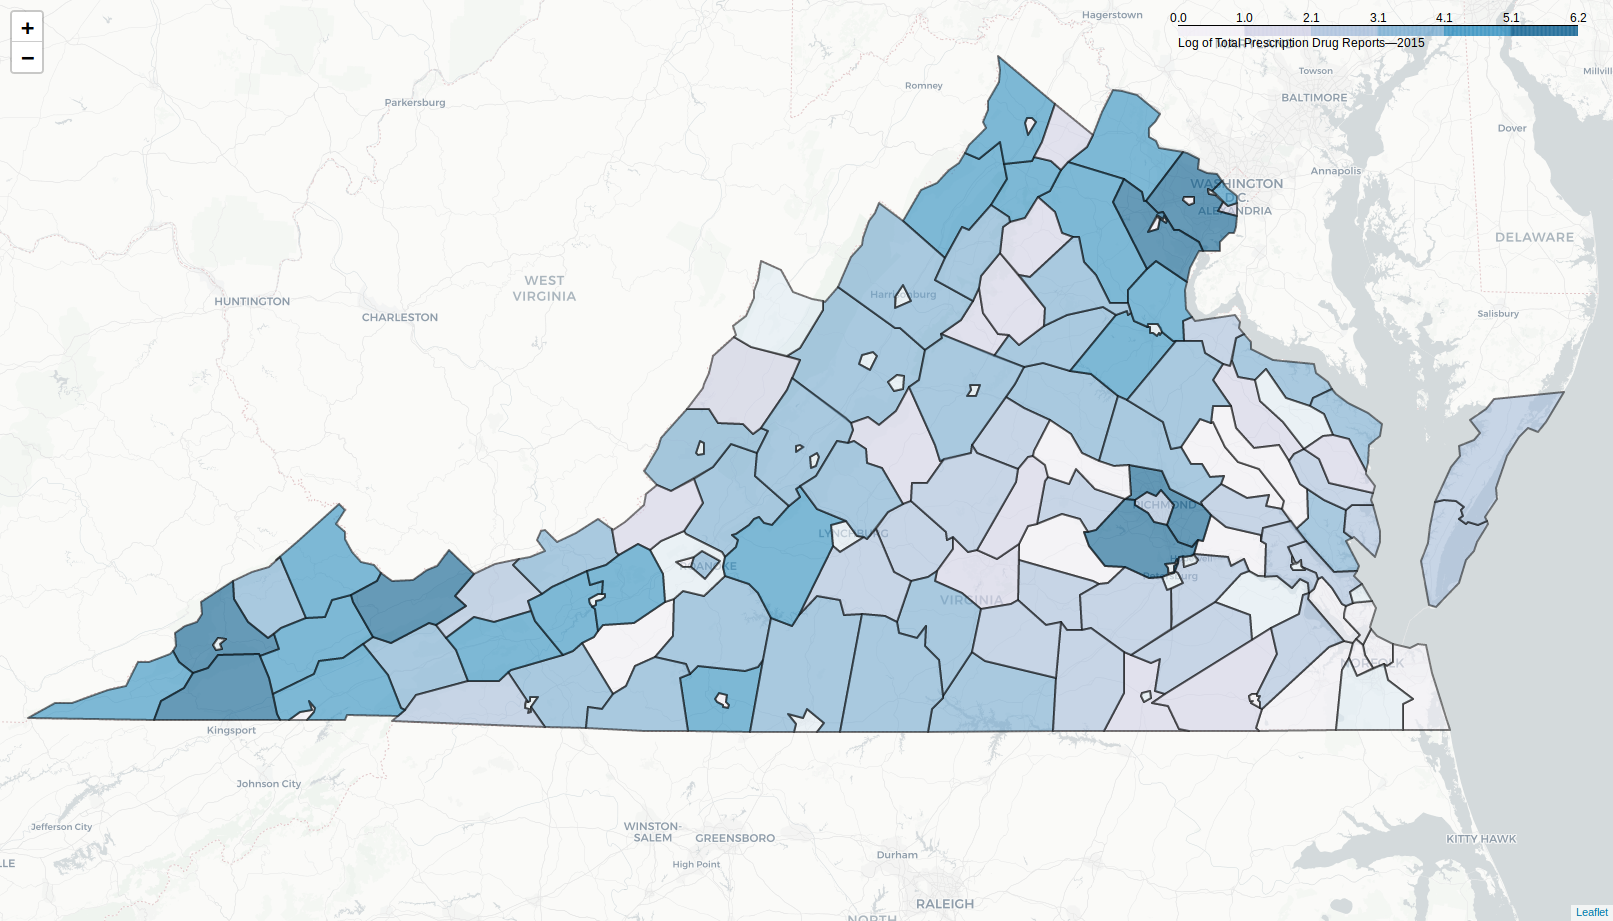 +
−
0.0 1.0 2.1 3.1 4.1 5.1 6.2
Log of Total Prescription Drug Reports—2015
Hagerstown
Towson
Romney
Millvill
BALTIMORE
Parkersburg
Dover
Annapolis
WASHINGTON
D.C.
ALEXANDRIA
DELAWARE
WEST
VIRGINIA
Harrisonburg
HUNTINGTON
CHARLESTON
Salisbury
RICHMOND
LYNCHBURG
Hopewell
ROANOKE
Petersburg
VIRGINIA
NORFOLK
Kingsport
Johnson City
Jefferson City
WINSTON-
SALEM
GREENSBORO
KITTY HAWK
Durham
LLE
High Point
RALEIGH
NORTH
Leaflet